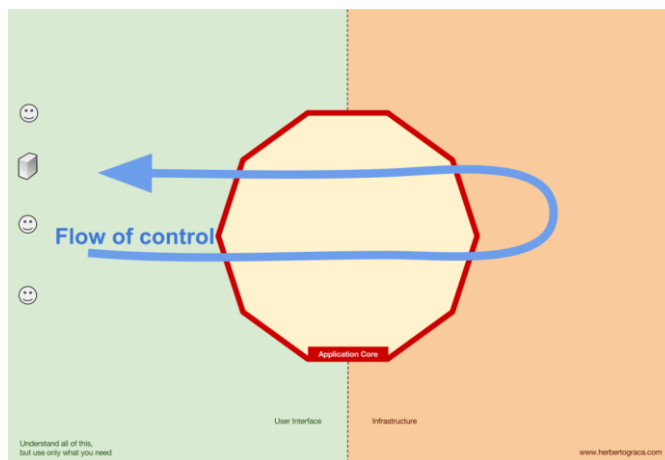 Flow of control
Application Core
User Interface
Infrastructure
Understand all of this,
but use only what you need
www.herbertograca.com